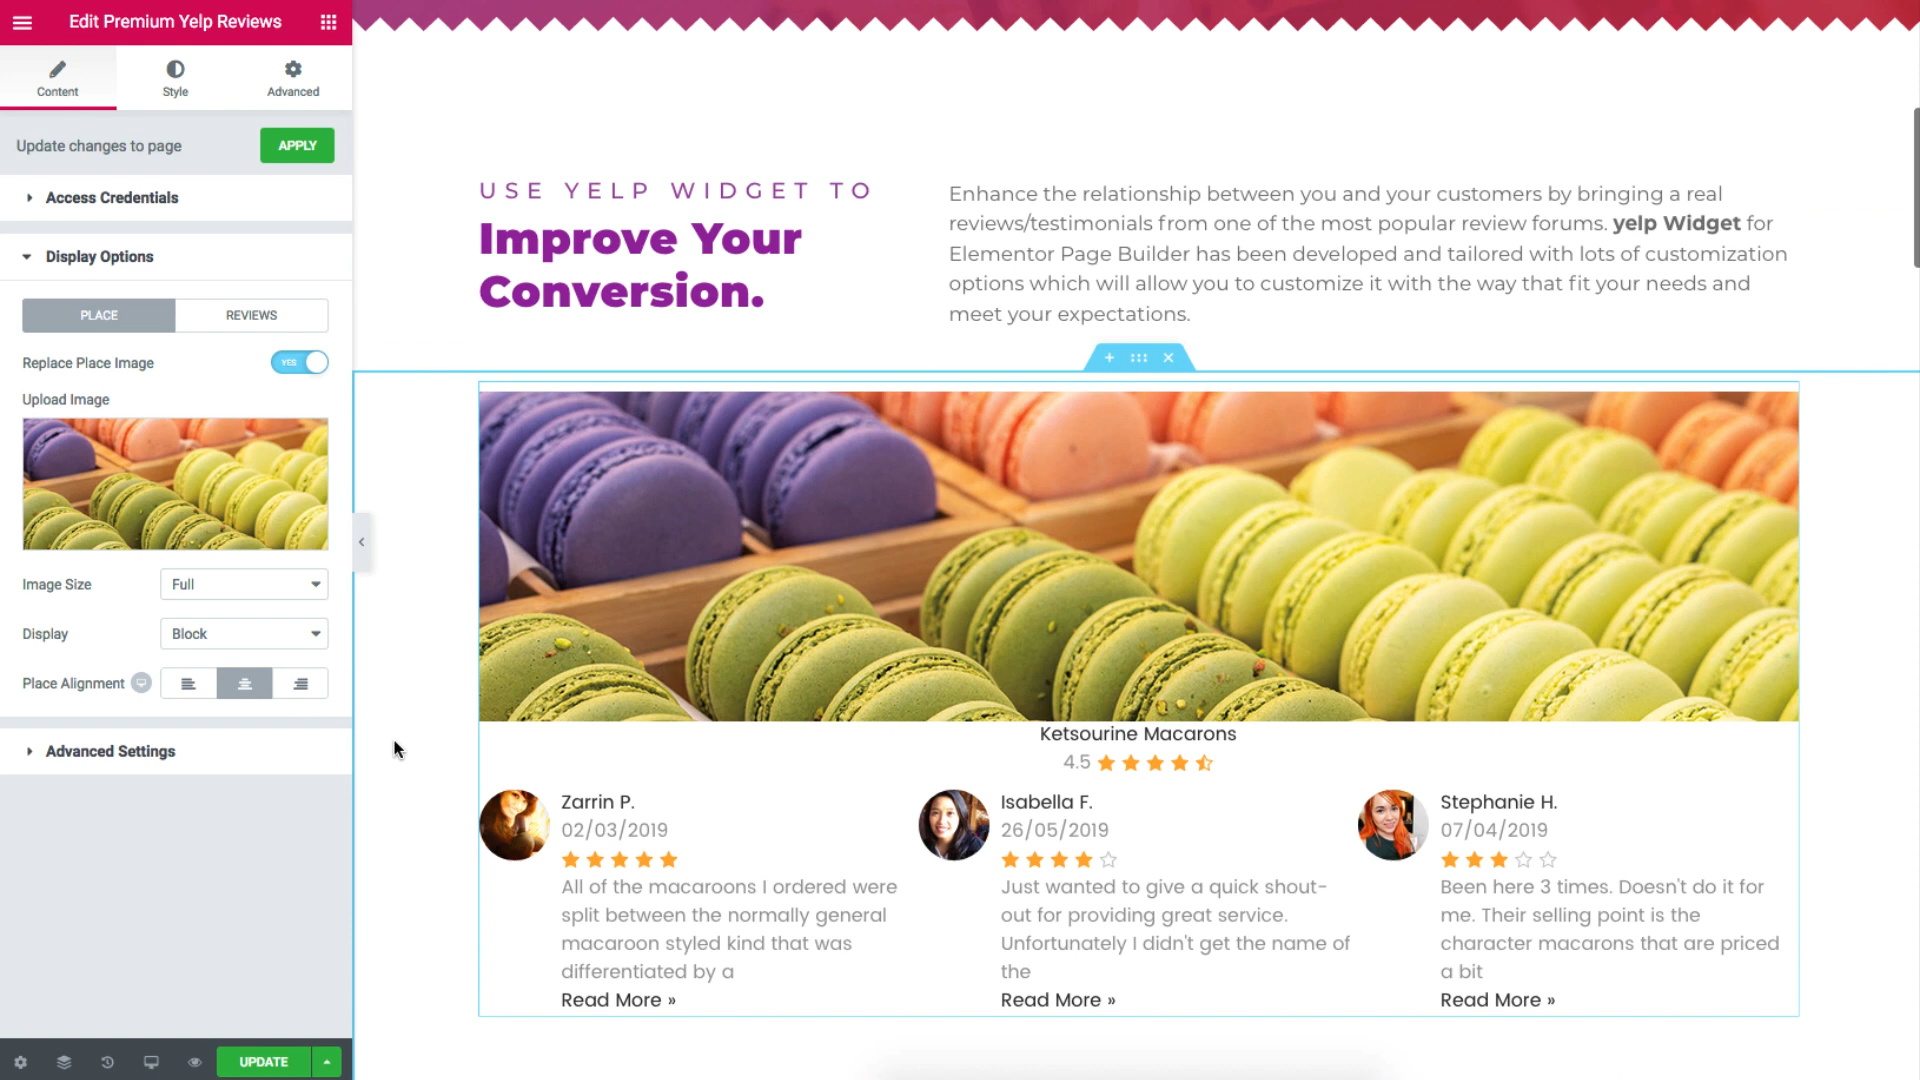 Edit Premium Yelp Reviews
Content
Style
Advanced
Update changes to page
APPLY
Access Credentials
Display Options
PLACE
REVIEWS
Replace Place Image
YES
Upload Image
Image Size
Full
Display
Block
Place Alignment
Advanced Settings
UPDATE
USE YELP WIDGET TO
Improve Your
Conversion.
Enhance the relationship between you and your customers by bringing a real
reviews/testimonials from one of the most popular review forums. yelp Widget for
Elementor Page Builder has been developed and tailored with lots of customization
options which will allow you to customize it with the way that fit your needs and
meet your expectations.
Ketsourine Macarons
4.5
Zarrin P.
02/03/2019
All of the macaroons I ordered were
split between the normally general
macaroon styled kind that was
differentiated by a
Read More »
Isabella F.
26/05/2019
Just wanted to give a quick shout-
out for providing great service.
Unfortunately I didn't get the name of
the
Read More »
Stephanie H.
07/04/2019
Been here 3 times. Doesn't do it for
me. Their selling point is the
character macarons that are priced
a bit
Read More »